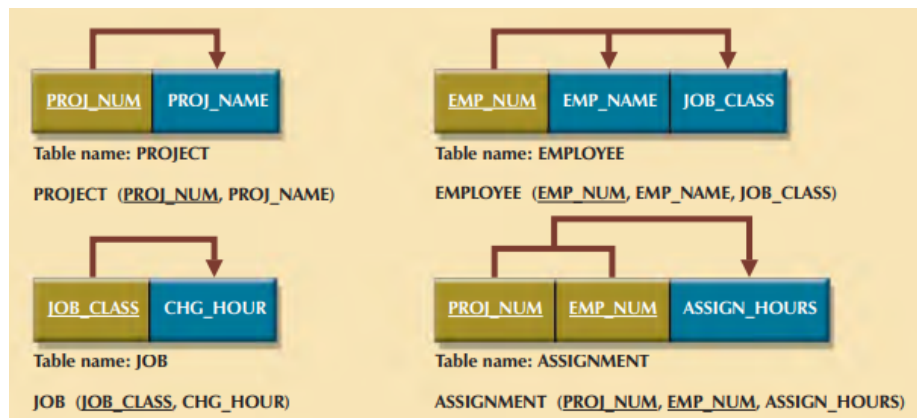 PROJ_NUM PROJ_NAME
Table name: PROJECT
PROJECT (PROJ_NUM, PROJ_NAME)
EMP_NUM EMP_NAME JOB_CLASS
Table name: EMPLOYEE
EMPLOYEE (EMP_NUM, EMP_NAME, JOB_CLASS)
JOB_CLASS CHG_HOUR
Table name: JOB
JOB (JOB_CLASS, CHG_HOUR)
PROJ_NUM EMP_NUM ASSIGN_HOURS
Table name: ASSIGNMENT
ASSIGNMENT (PROJ_NUM, EMP_NUM, ASSIGN_HOURS)